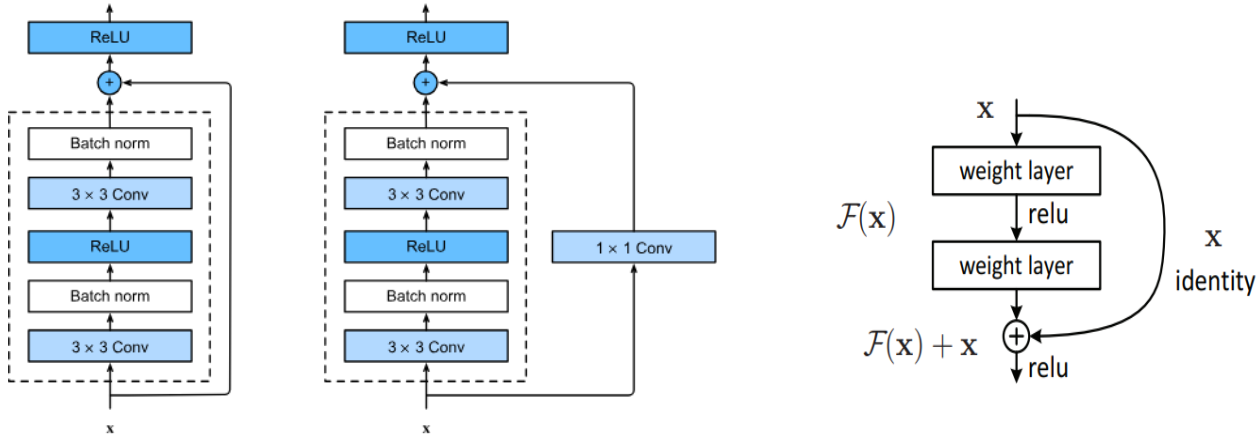 ReLU
+
Batch norm
3 × 3 Conv
ReLU
Batch norm
3 × 3 Conv
x
ReLU
+
Batch norm
3 × 3 Conv
ReLU
Batch norm
3 × 3 Conv
1 × 1 Conv
x
x
weight layer
relu
F(x)
weight layer
x
identity
F(x) + x
+
relu